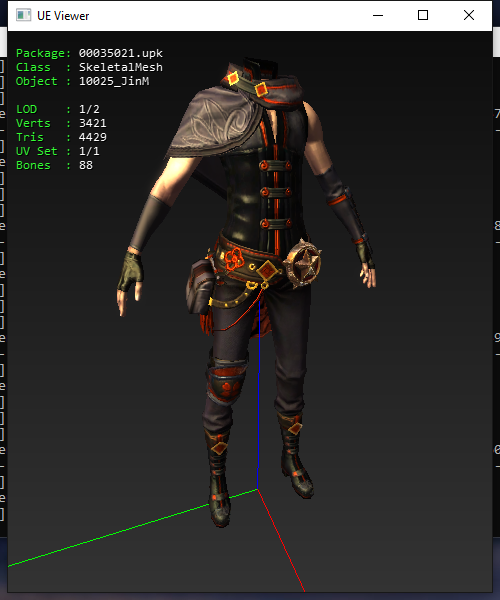 UE Viewer
Package: 00035021.upk
Class : SkeletalMesh
Object : 10025_JinM
LOD : 1/2
Verts : 3421
Tris : 4429
UV Set : 1/1
Bones : 88